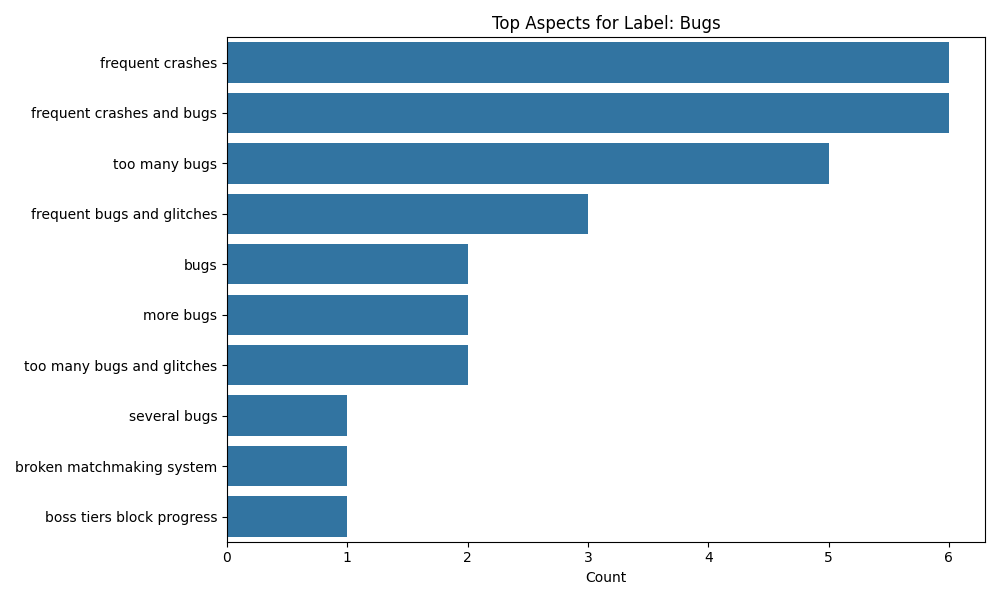 Top Aspects for Label: Bugs
frequent crashes
frequent crashes and bugs
too many bugs
frequent bugs and glitches
bugs
more bugs
too many bugs and glitches
several bugs
broken matchmaking system
boss tiers block progress
0 1 2 3 4 5 6
Count